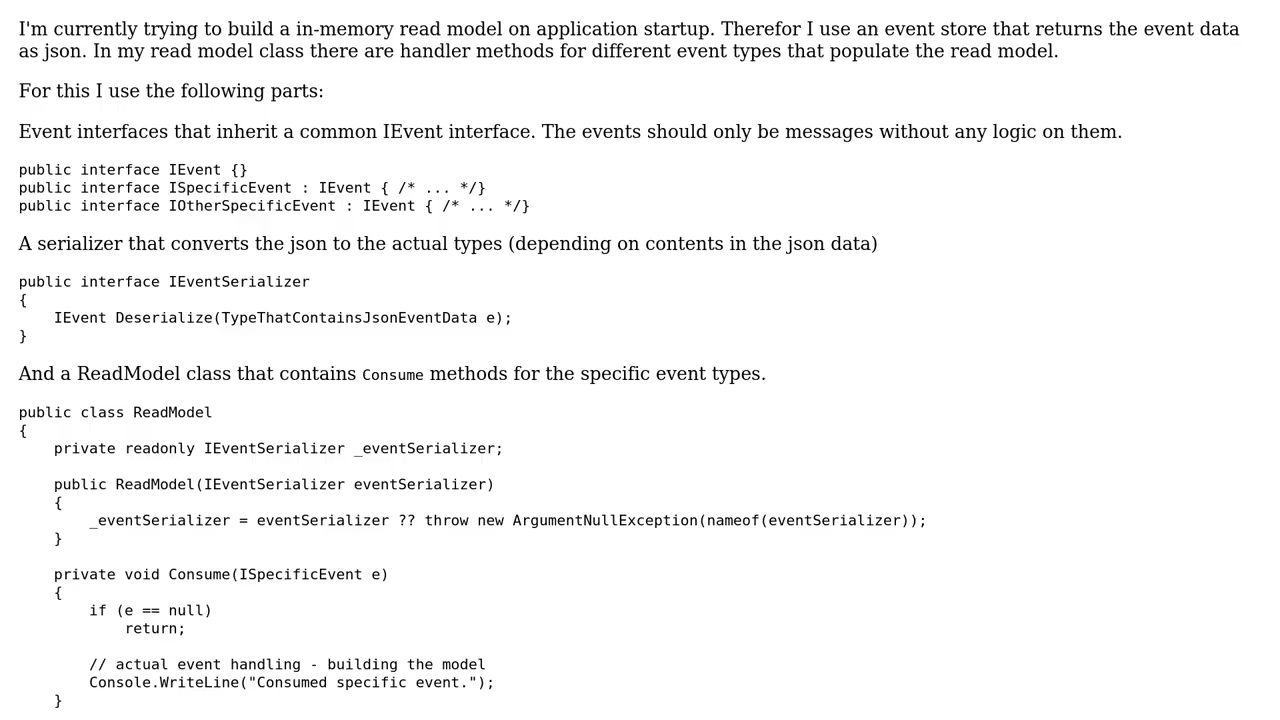 I'm currently trying to build a in-memory read model on application startup. Therefor I use an event store that returns the event data
as json. In my read model class there are handler methods for different event types that populate the read model.
For this I use the following parts:
Event interfaces that inherit a common IEvent interface. The events should only be messages without any logic on them.
public interface IEvent {}
public interface ISpecificEvent : IEvent { /* ... */}
public interface IOtherSpecificEvent : IEvent { /* ... */}
A serializer that converts the json to the actual types (depending on contents in the json data)
public interface IEventSerializer
{
    IEvent Deserialize(TypeThatContainsJsonEventData e);
}
And a ReadModel class that contains Consume methods for the specific event types.
public class ReadModel
{
    private readonly IEventSerializer _eventSerializer;
    public ReadModel(IEventSerializer eventSerializer)
    {
        _eventSerializer = eventSerializer ?? throw new ArgumentNullException(nameof(eventSerializer));
    }
    private void Consume(ISpecificEvent e)
    {
        if (e == null)
            return;
        // actual event handling - building the model
        Console.WriteLine("Consumed specific event.");
    }